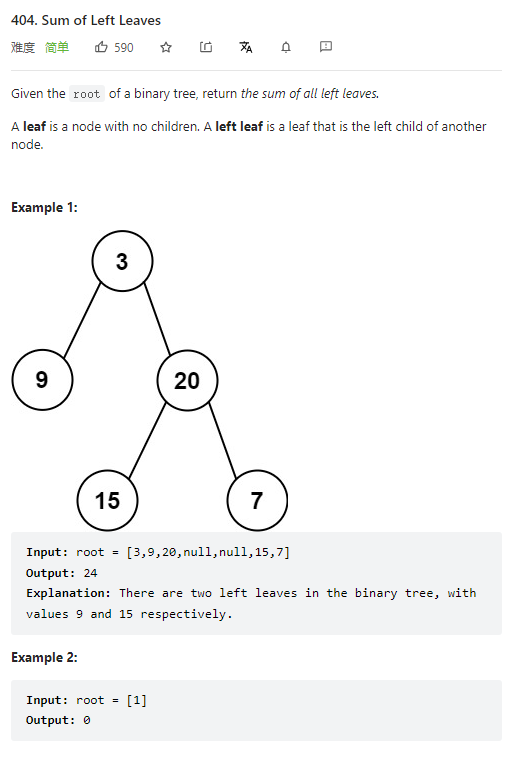 404. Sum of Left Leaves
难度 简单 590
Given the root of a binary tree, return the sum of all left leaves.
A leaf is a node with no children. A left leaf is a leaf that is the left child of another
node.
Example 1:
3
9 20
15 7
Input: root = [3,9,20,null,null,15,7]
Output: 24
Explanation: There are two left leaves in the binary tree, with
values 9 and 15 respectively.
Example 2:
Input: root = [1]
Output: 0